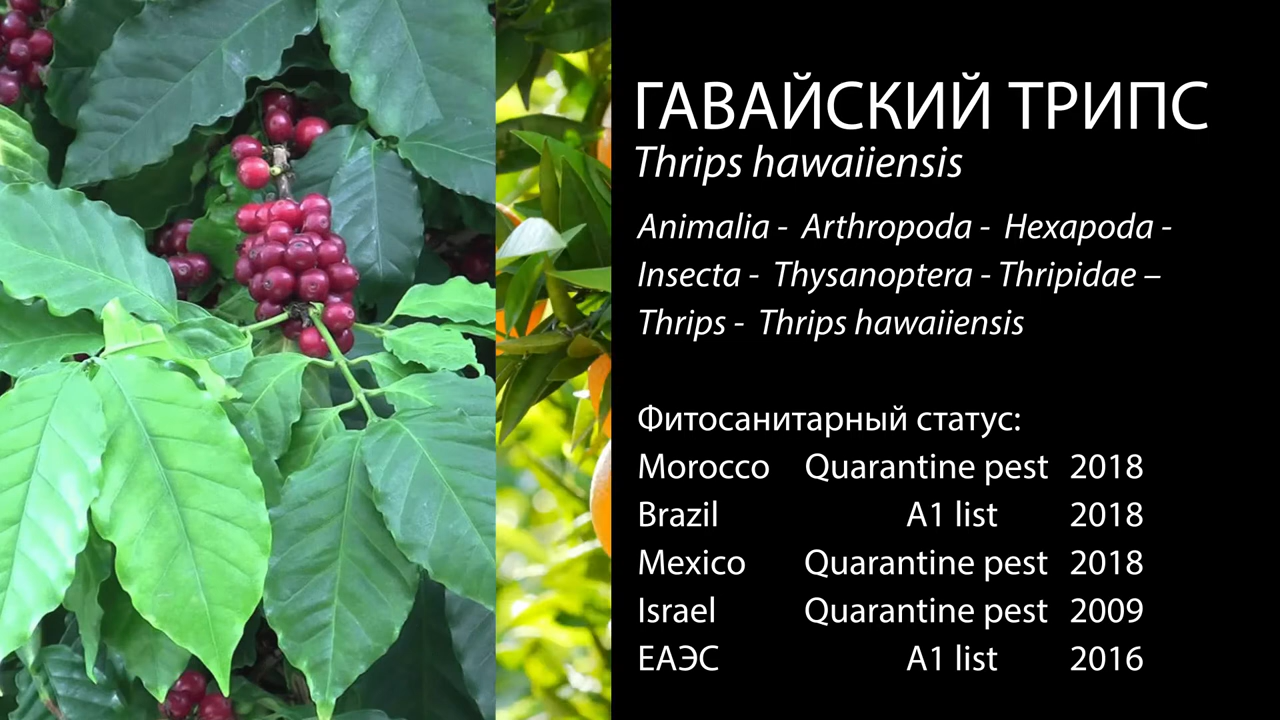 ГАВАЙСКИЙ ТРИПС
Thrips hawaiiensis
Animalia - Arthropoda - Hexapoda -
Insecta - Thysanoptera - Thripidae –
Thrips - Thrips hawaiiensis
Фитосанитарный статус:
Morocco Quarantine pest 2018
Brazil A1 list 2018
Mexico Quarantine pest 2018
Israel Quarantine pest 2009
ЕАЭС A1 list 2016